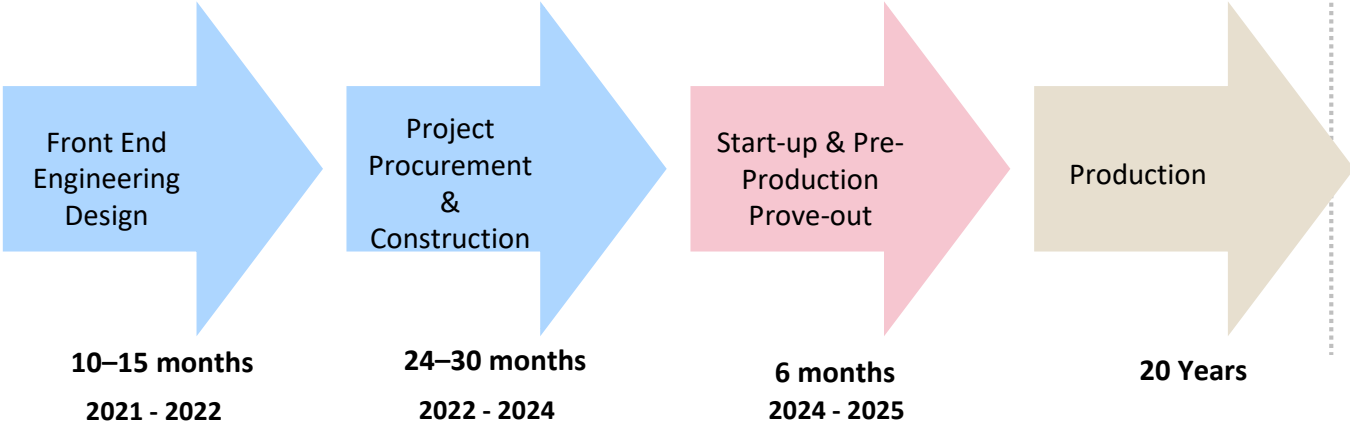 Front End
Engineering
Design
10–15 months
2021 - 2022
Project
Procurement
&
Construction
24–30 months
2022 - 2024
Start-up & Pre-
Production
Prove-out
6 months
2024 - 2025
Production
20 Years